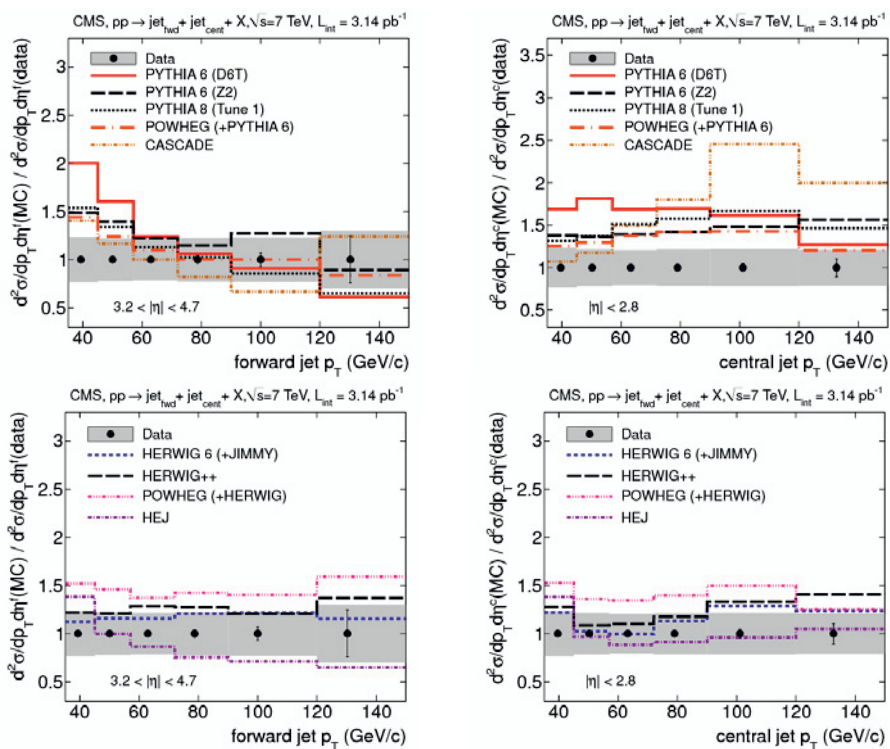 CMS, pp → jet_fwd + jet_cent + X, √s=7 TeV, L_int = 3.14 pb⁻¹
d²σ/dp_T dη^f(MC) / d²σ/dp_T dη^f(data)
3
2.5
2
1.5
1
0.5
Data
PYTHIA 6 (D6T)
PYTHIA 6 (Z2)
PYTHIA 8 (Tune 1)
POWHEG (+PYTHIA 6)
CASCADE
3.2 < |η| < 4.7
40 60 80 100 120 140
forward jet p_T (GeV/c)
CMS, pp → jet_fwd + jet_cent + X, √s=7 TeV, L_int = 3.14 pb⁻¹
d²σ/dp_T dη^c(MC) / d²σ/dp_T dη^c(data)
3.5
3
2.5
2
1.5
1
0.5
Data
PYTHIA 6 (D6T)
PYTHIA 6 (Z2)
PYTHIA 8 (Tune 1)
POWHEG (+PYTHIA 6)
CASCADE
|η| < 2.8
40 60 80 100 120 140
central jet p_T (GeV/c)
CMS, pp → jet_fwd + jet_cent + X, √s=7 TeV, L_int = 3.14 pb⁻¹
d²σ/dp_T dη^f(MC) / d²σ/dp_T dη^f(data)
3
2.5
2
1.5
1
0.5
Data
HERWIG 6 (+JIMMY)
HERWIG++
POWHEG (+HERWIG)
HEJ
3.2 < |η| < 4.7
40 60 80 100 120 140
forward jet p_T (GeV/c)
CMS, pp → jet_fwd + jet_cent + X, √s=7 TeV, L_int = 3.14 pb⁻¹
d²σ/dp_T dη^c(MC) / d²σ/dp_T dη^c(data)
3
2.5
2
1.5
1
0.5
Data
HERWIG 6 (+JIMMY)
HERWIG++
POWHEG (+HERWIG)
HEJ
|η| < 2.8
40 60 80 100 120 140
central jet p_T (GeV/c)